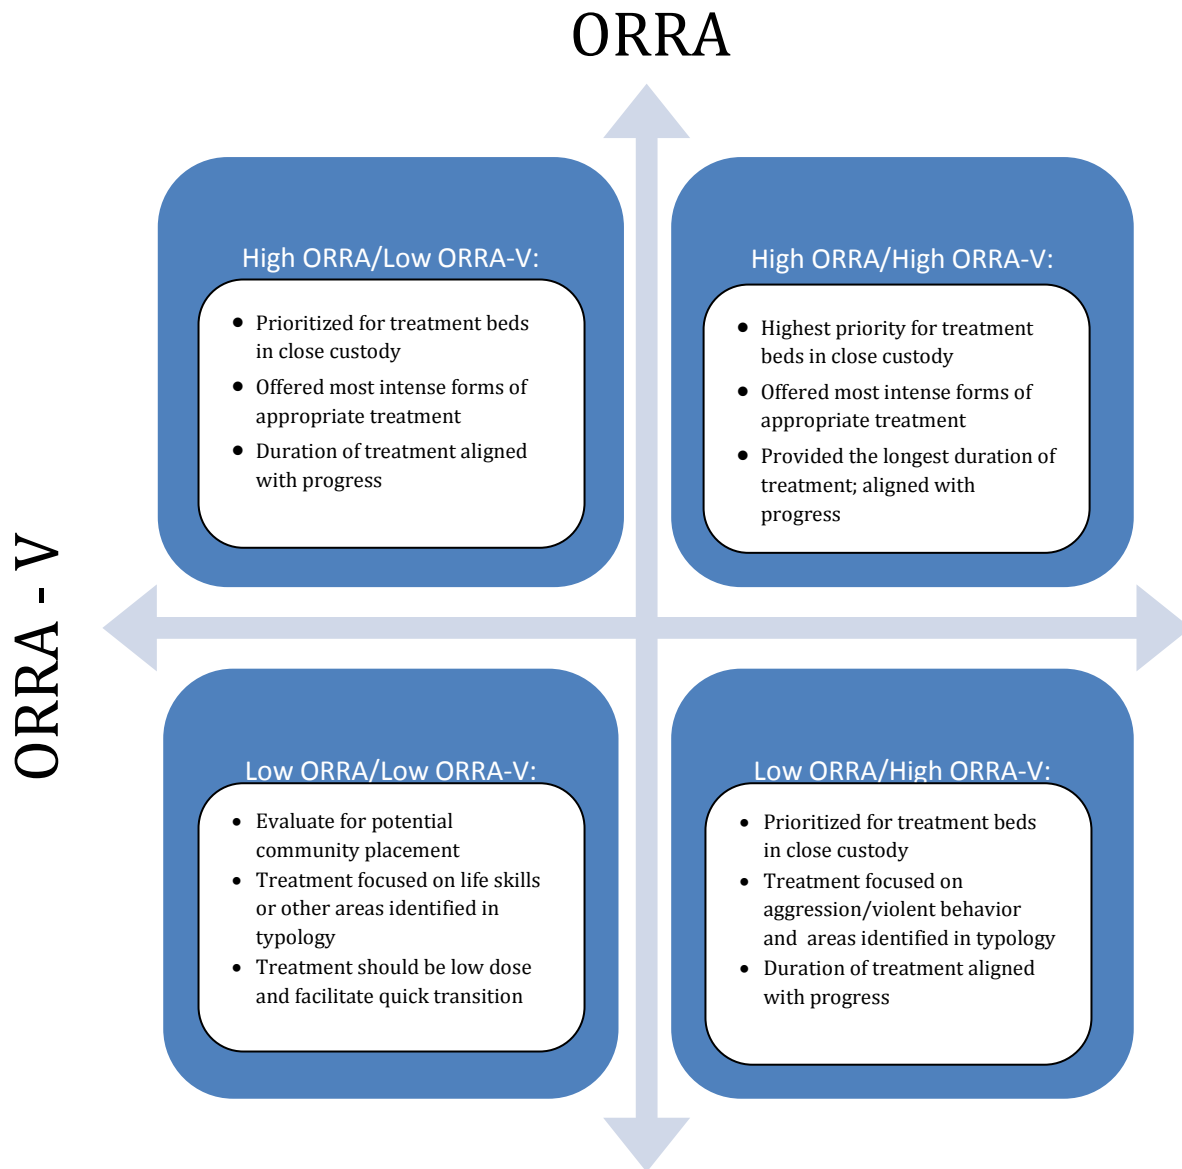 ORRA
High ORRA/Low ORRA-V:
• Prioritized for treatment beds
in close custody
• Offered most intense forms of
appropriate treatment
• Duration of treatment aligned
with progress
High ORRA/High ORRA-V:
• Highest priority for treatment
beds in close custody
• Offered most intense forms of
appropriate treatment
• Provided the longest duration of
treatment; aligned with
progress
ORRA - V
Low ORRA/Low ORRA-V:
• Evaluate for potential
community placement
• Treatment focused on life skills
or other areas identified in
typology
• Treatment should be low dose
and facilitate quick transition
Low ORRA/High ORRA-V:
• Prioritized for treatment beds
in close custody
• Treatment focused on
aggression/violent behavior
and  areas identified in typology
• Duration of treatment aligned
with progress